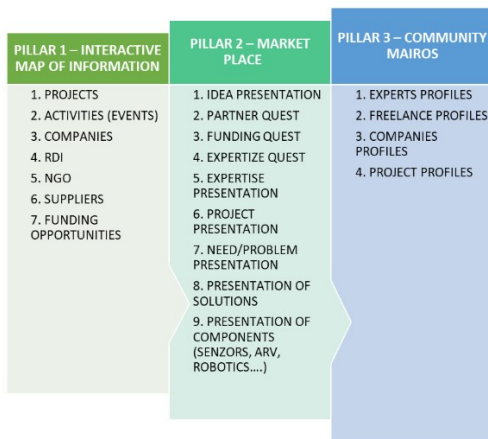 PILLAR 1 – INTERACTIVE
MAP OF INFORMATION
1. PROJECTS
2. ACTIVITIES (EVENTS)
3. COMPANIES
4. RDI
5. NGO
6. SUPPLIERS
7. FUNDING
OPPORTUNITIES
PILLAR 2 – MARKET
PLACE
1. IDEA PRESENTATION
2. PARTNER QUEST
3. FUNDING QUEST
4. EXPERTIZE QUEST
5. EXPERTISE
PRESENTATION
6. PROJECT
PRESENTATION
7. NEED/PROBLEM
PRESENTATION
8. PRESENTATION OF
SOLUTIONS
9. PRESENTATION OF
COMPONENTS
(SENZORS, ARV,
ROBOTICS....)
PILLAR 3 – COMMUNITY
MAIROS
1. EXPERTS PROFILES
2. FREELANCE PROFILES
3. COMPANIES
PROFILES
4. PROJECT PROFILES